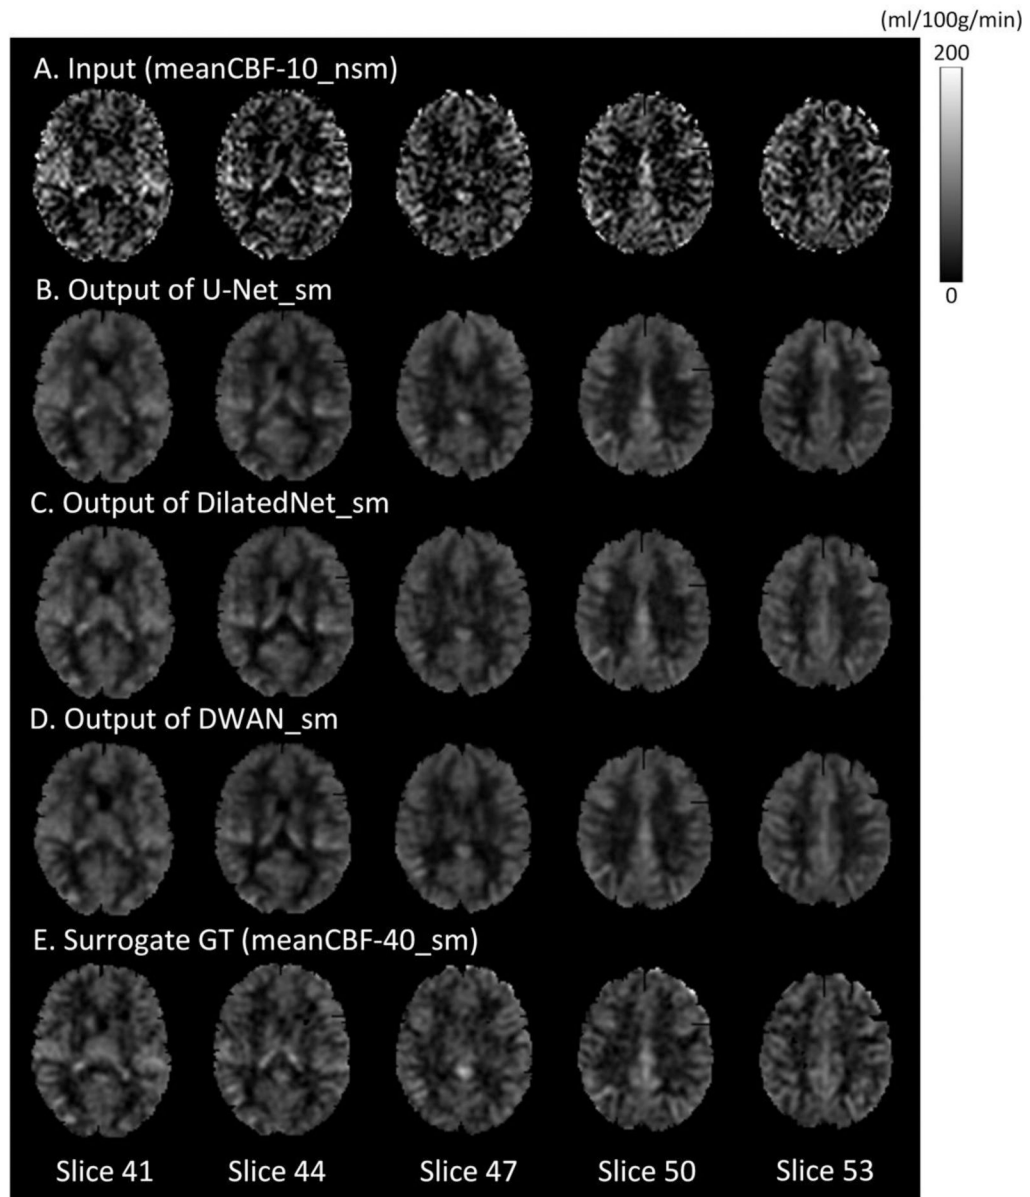 (ml/100g/min)
200
A. Input (meanCBF-10_nsm)
0
B. Output of U-Net_sm
C. Output of DilatedNet_sm
D. Output of DWAN_sm
E. Surrogate GT (meanCBF-40_sm)
Slice 41 Slice 44 Slice 47 Slice 50 Slice 53